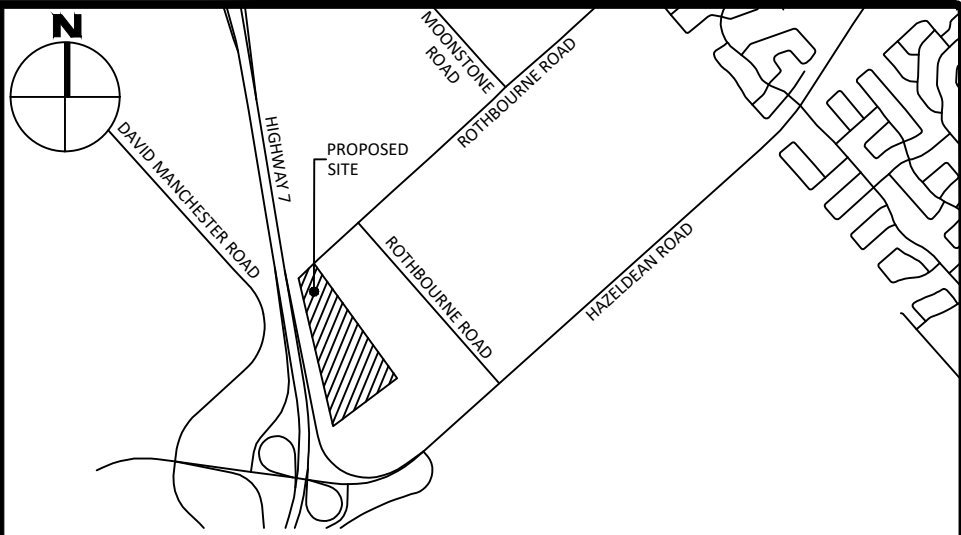 N
MOONSTONE
ROAD
ROTHBOURNE ROAD
HIGHWAY 7
DAVID MANCHESTER ROAD
PROPOSED
SITE
ROTHBOURNE ROAD
HAZELDEAN ROAD